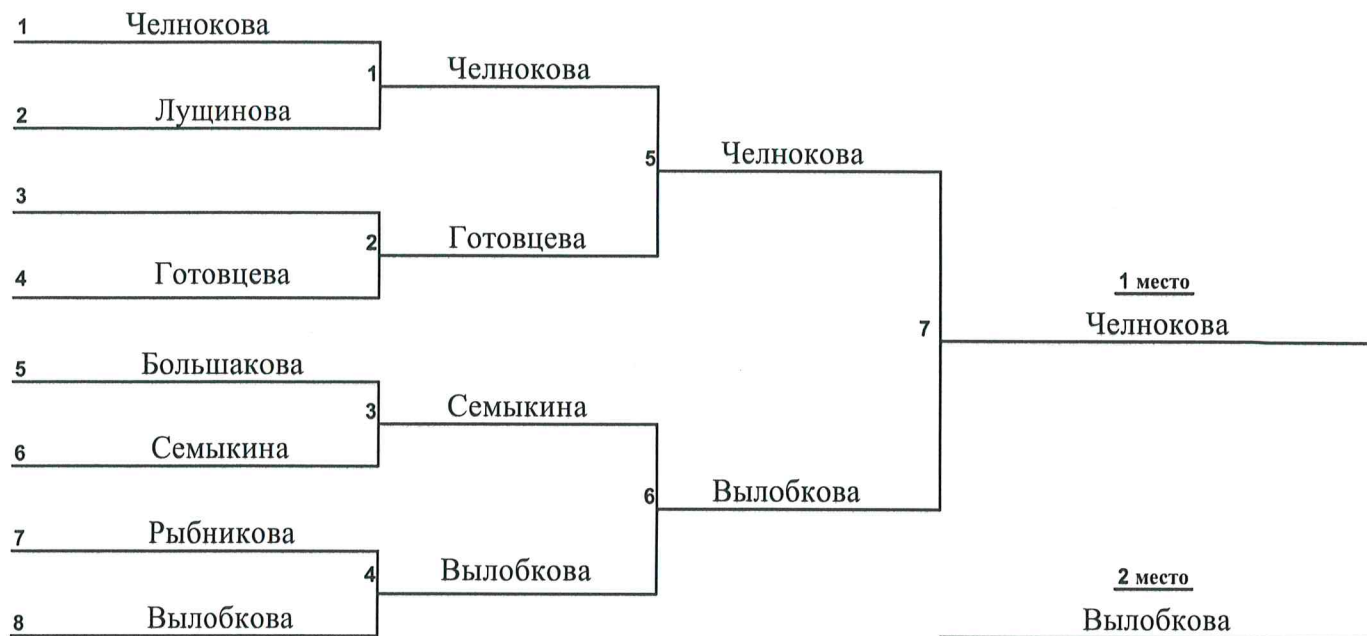 1 Челнокова
1 Челнокова
2 Лущинова
5 Челнокова
3
2 Готовцева
4 Готовцева
1 место
7 Челнокова
5 Большакова
3 Семыкина
6 Семыкина
6 Вылобкова
7 Рыбникова
4 Вылобкова
2 место
8 Вылобкова
Вылобкова